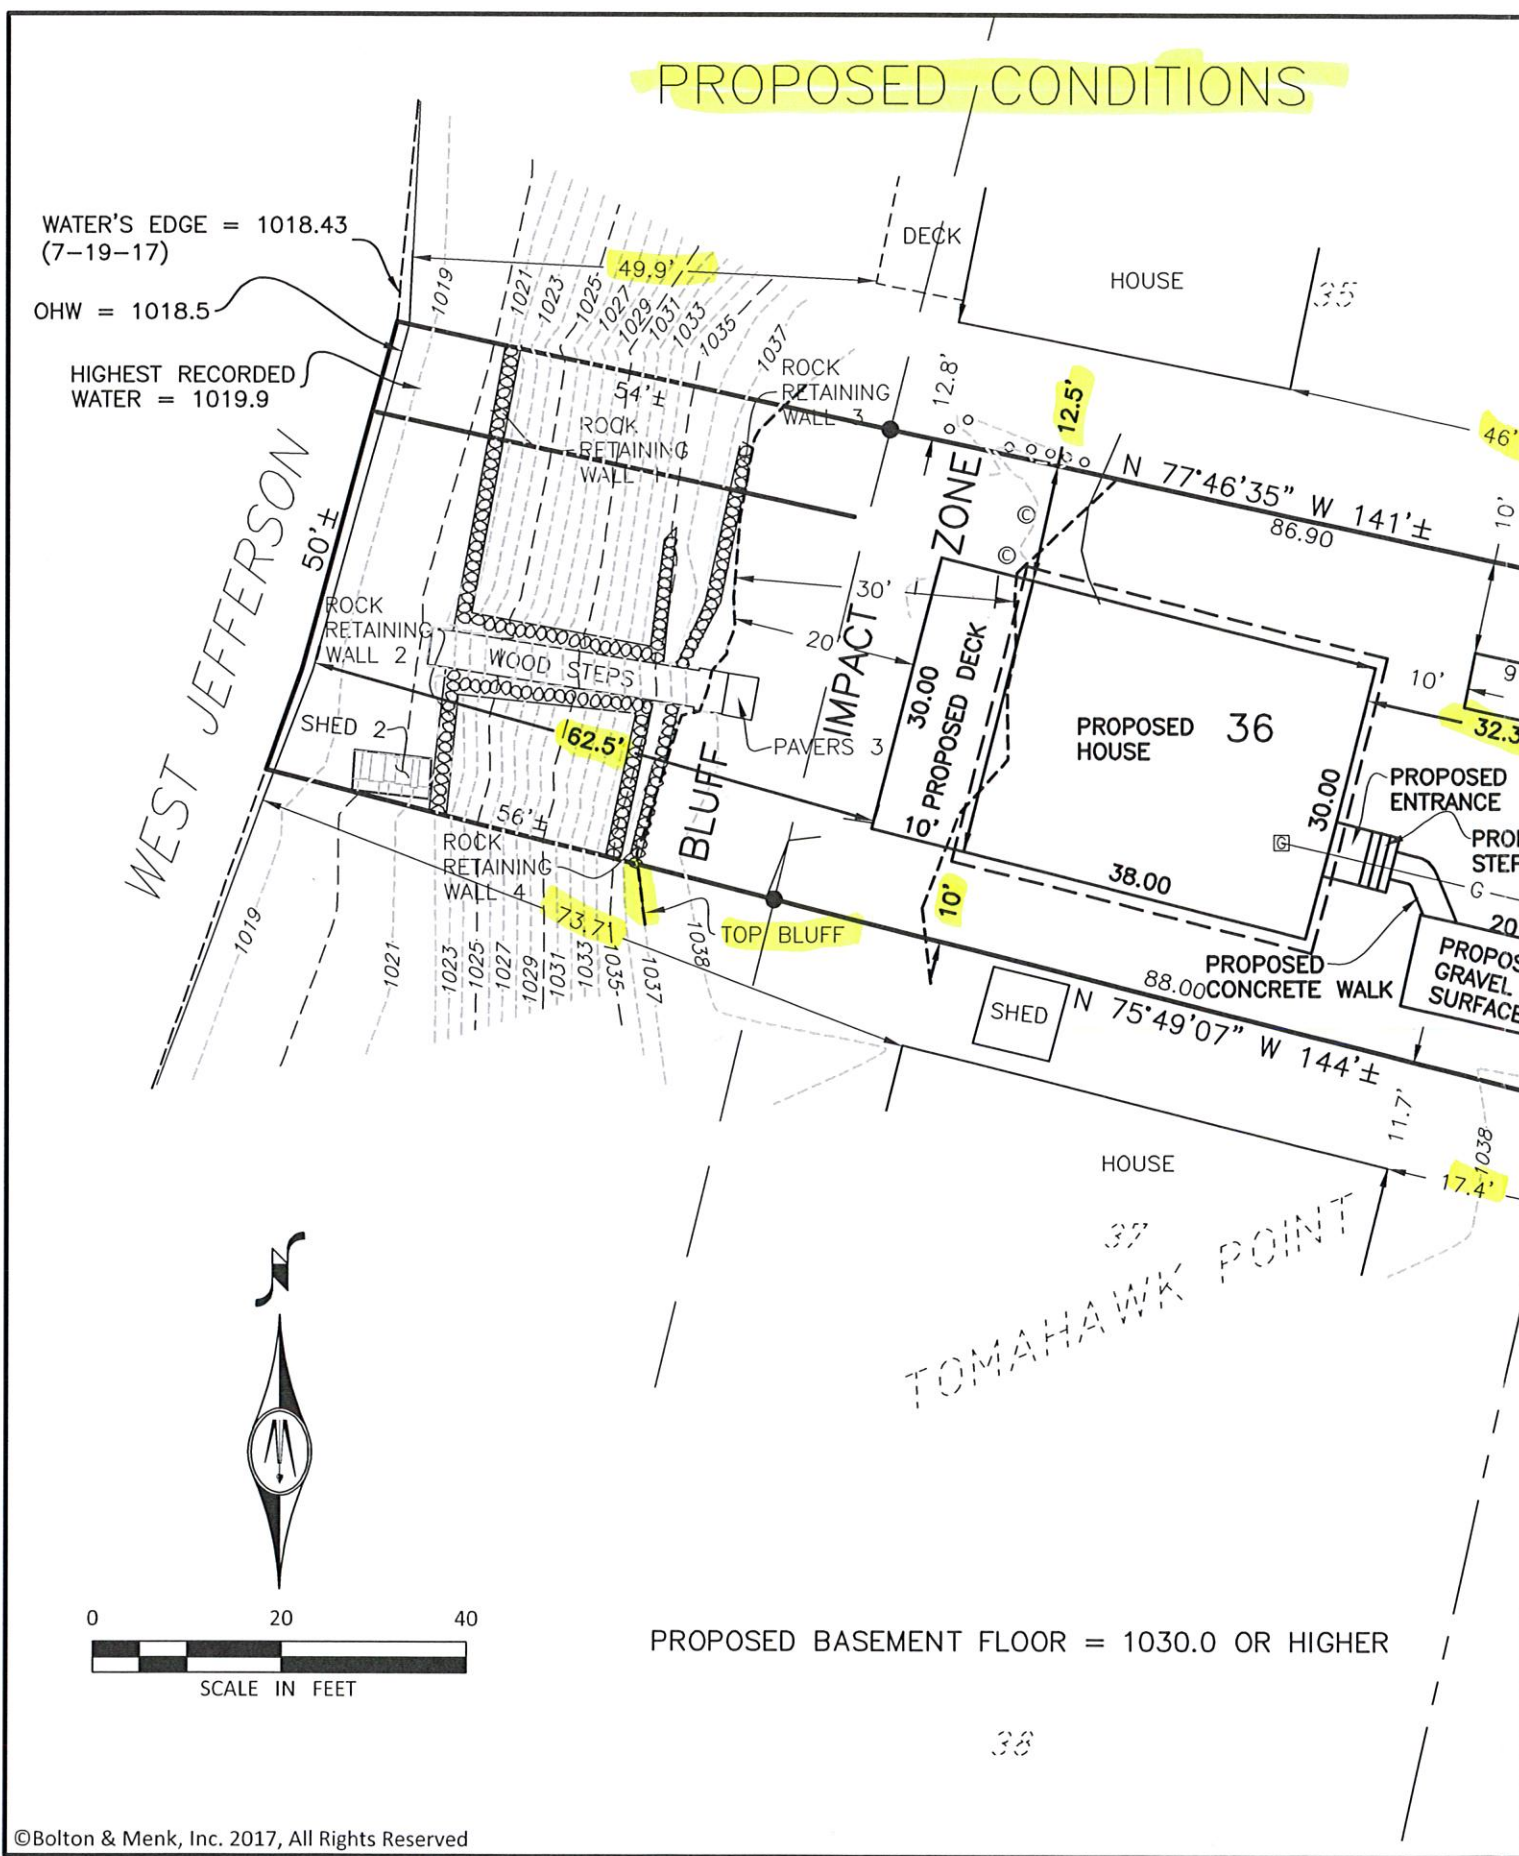 PROPOSED CONDITIONS
WATER'S EDGE = 1018.43
(7-19-17)
OHW = 1018.5
HIGHEST RECORDED
WATER = 1019.9
1019
1021
1023
1025
1027
1029
1031
1033
1035
1037
49.9'
DECK
HOUSE
35
46'
12.8'
12.5'
54'±
ROCK
RETAINING
WALL
ROCK
RETAINING
WALL 3
N 77°46'35" W 141'±
86.90
10'
WEST JEFFERSON
50'±
ROCK
RETAINING
WALL 2
WOOD STEPS
SHED 2
62.5'
PAVERS 3
BLUFF IMPACT ZONE
30'
20'
©
©
30.00
10' PROPOSED DECK
10'
PROPOSED
HOUSE
36
30.00
38.00
10'
9
32.3
PROPOSED
ENTRANCE
STEP
G
G
20
GRAVEL
SURFACE
PROPOSED
CONCRETE WALK
56'±
ROCK
RETAINING
WALL 4
73.7'
TOP BLUFF
10'
88.00
N 75°49'07" W 144'±
SHED
1019
1021
1023
1025
1027
1029
1031
1033
1035
1037
1038
11.7'
1038
17.4'
HOUSE
37
TOMAHAWK POINT
N
0 20 40
SCALE IN FEET
PROPOSED BASEMENT FLOOR = 1030.0 OR HIGHER
38
©Bolton & Menk, Inc. 2017, All Rights Reserved